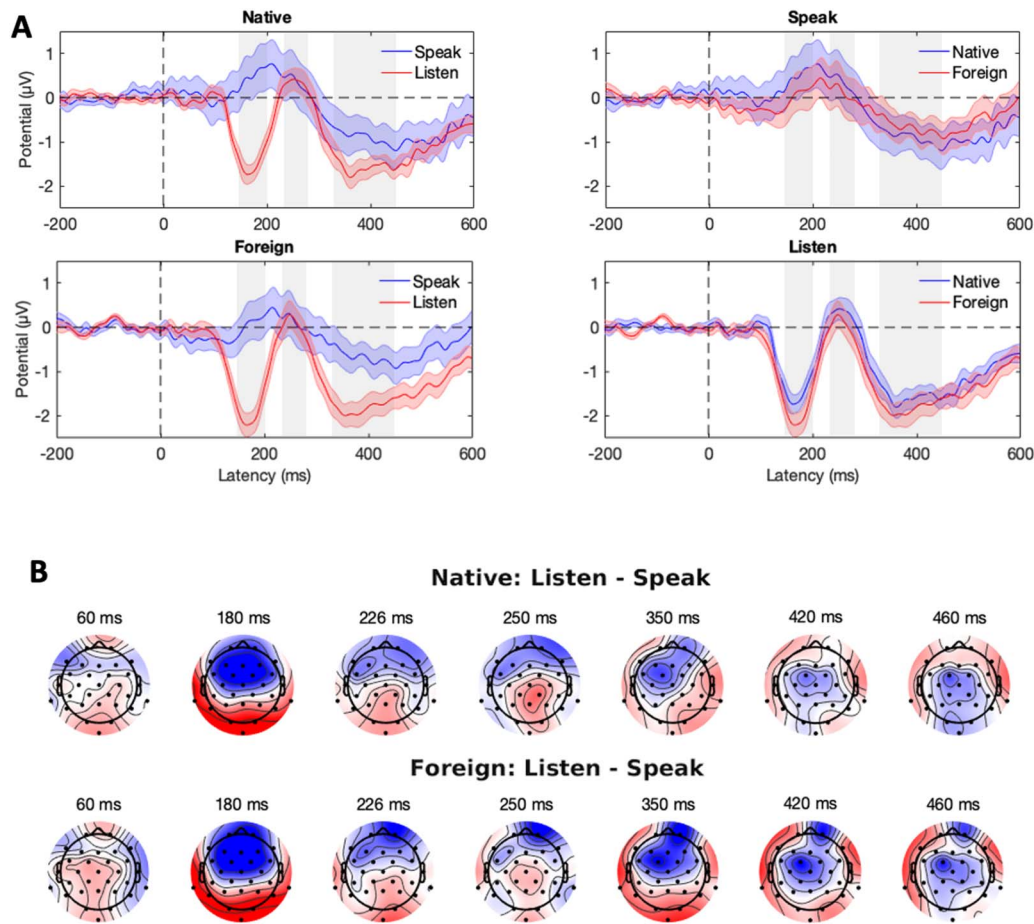 A
Native
Speak
Listen
Potential (µV)
1
0
-1
-2
-200 0 200 400 600
Speak
Native
Foreign
1
0
-1
-2
-200 0 200 400 600
Foreign
Speak
Listen
Potential (µV)
1
0
-1
-2
-200 0 200 400 600
Latency (ms)
Listen
Native
Foreign
1
0
-1
-2
-200 0 200 400 600
Latency (ms)
B
Native: Listen - Speak
60 ms 180 ms 226 ms 250 ms 350 ms 420 ms 460 ms
Foreign: Listen - Speak
60 ms 180 ms 226 ms 250 ms 350 ms 420 ms 460 ms